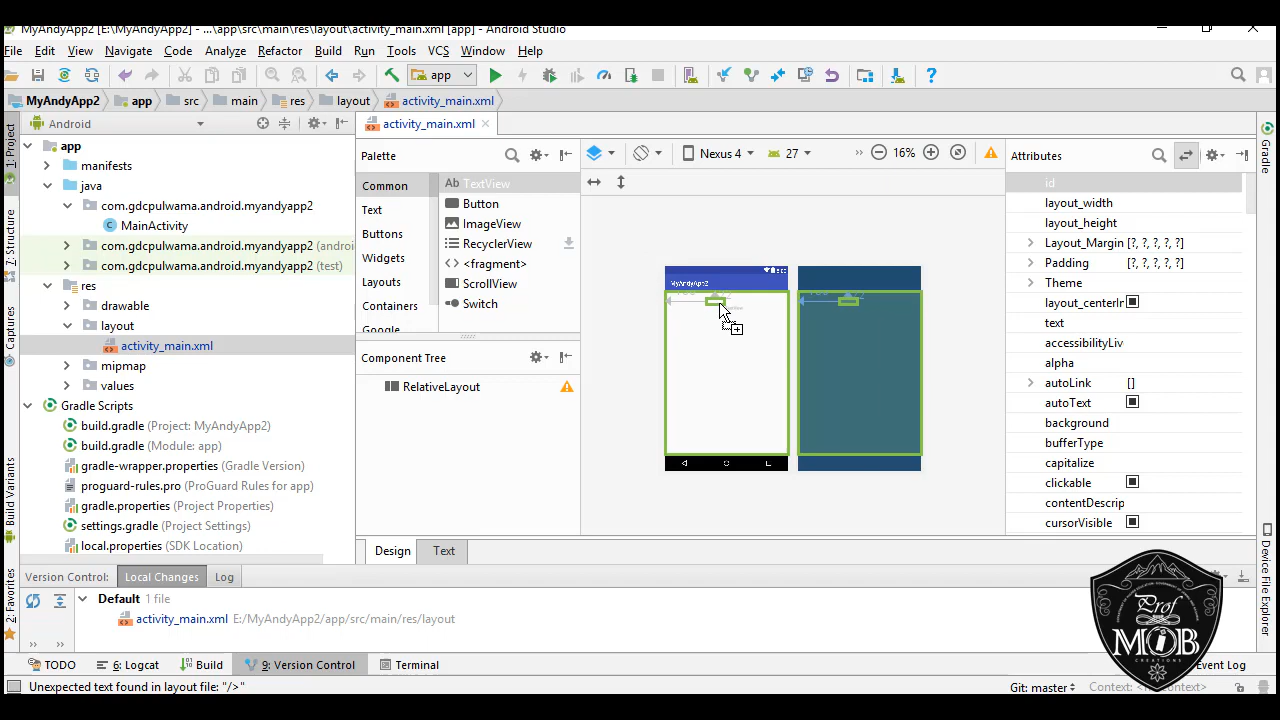 MyAndyApp2 [E:\MyAndyApp2] - ...\app\src\main\res\layout\activity_main.xml [app] - Android Studio
File Edit View Navigate Code Analyze Refactor Build Run Tools VCS Window Help
app
MyAndyApp2 app src main res layout activity_main.xml
Android
activity_main.xml
1: Project
7: Structure
Build Variants
2: Favorites
app
manifests
java
com.gdcpulwama.android.myandyapp2
MainActivity
com.gdcpulwama.android.myandyapp2 (androi
com.gdcpulwama.android.myandyapp2 (test)
res
drawable
layout
activity_main.xml
mipmap
values
Gradle Scripts
build.gradle (Project: MyAndyApp2)
build.gradle (Module: app)
gradle-wrapper.properties (Gradle Version)
proguard-rules.pro (ProGuard Rules for app)
gradle.properties (Project Properties)
settings.gradle (Project Settings)
local.properties (SDK Location)
Palette
Common
Text
Buttons
Widgets
Layouts
Containers
Google
Ab TextView
Button
ImageView
RecyclerView
<fragment>
ScrollView
Switch
Component Tree
RelativeLayout
Nexus 4 27 16%
MyAndyApp2
Design Text
Attributes
id
layout_width
layout_height
Layout_Margin [?, ?, ?, ?, ?]
Padding [?, ?, ?, ?, ?]
Theme
layout_centerIr
text
accessibilityLiv
alpha
autoLink []
autoText
background
bufferType
capitalize
clickable
contentDescrip
cursorVisible
Gradle
Device File Explorer
Version Control: Local Changes Log
Default 1 file
activity_main.xml E:/MyAndyApp2/app/src/main/res/layout
Prof
MiB
CREATIONS
TODO 6: Logcat Build 9: Version Control Terminal Event Log
Unexpected text found in layout file: "/>"
Git: master Context: <no context>